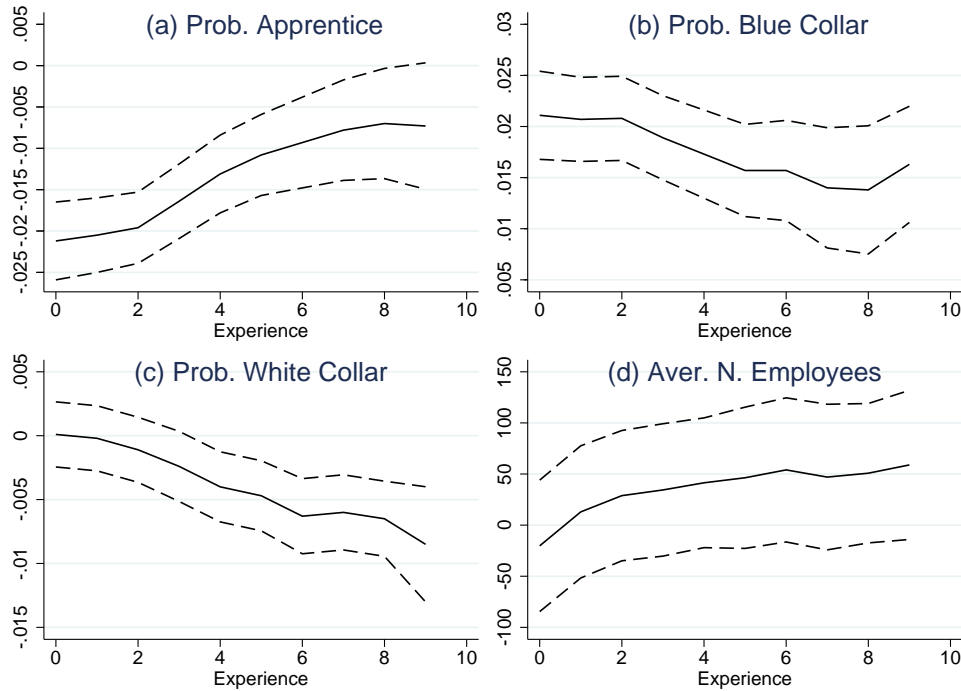 (a) Prob. Apprentice
.005
0
-.005
-.01
-.015
-.02
-.025
0 2 4 6 8 10
Experience
(b) Prob. Blue Collar
.03
.025
.02
.015
.01
.005
0 2 4 6 8 10
Experience
(c) Prob. White Collar
.005
0
-.005
-.01
-.015
0 2 4 6 8 10
Experience
(d) Aver. N. Employees
150
100
50
0
-50
-100
0 2 4 6 8 10
Experience